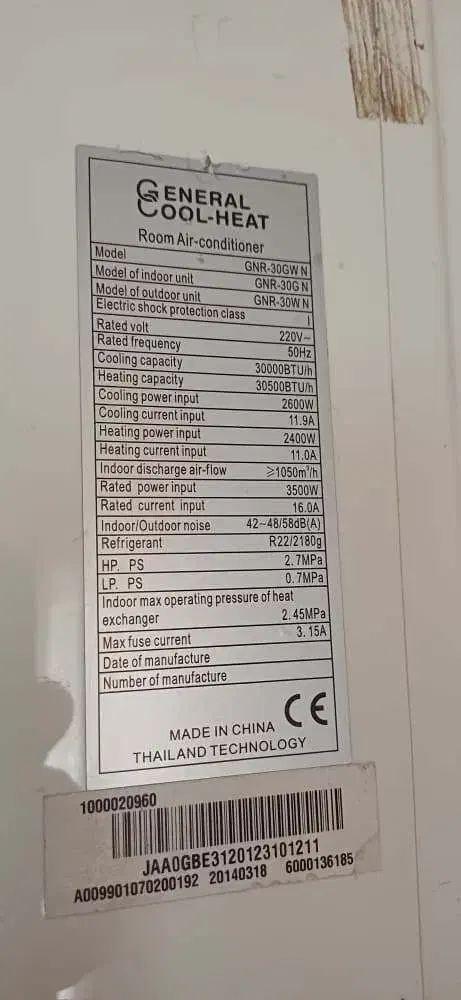 GENERAL
COOL-HEAT
Room Air-conditioner
Model GNR-30GW N
Model of indoor unit GNR-30G N
Model of outdoor unit GNR-30W N
Electric shock protection class I
Rated volt 220V~
Rated frequency 50Hz
Cooling capacity 30000BTU/h
Heating capacity 30500BTU/h
Cooling power input 2600W
Cooling current input 11.9A
Heating power input 2400W
Heating current input 11.0A
Indoor discharge air-flow ≥1050m³/h
Rated power input 3500W
Rated current input 16.0A
Indoor/Outdoor noise 42~48/58dB(A)
Refrigerant R22/2180g
HP. PS 2.7MPa
LP. PS 0.7MPa
Indoor max operating pressure of heat
exchanger 2.45MPa
Max fuse current 3.15A
Date of manufacture
Number of manufacture
CE
MADE IN CHINA
THAILAND TECHNOLOGY
1000020960
JAA0GBE3120123101211
A009901070200192 20140318 6000136185